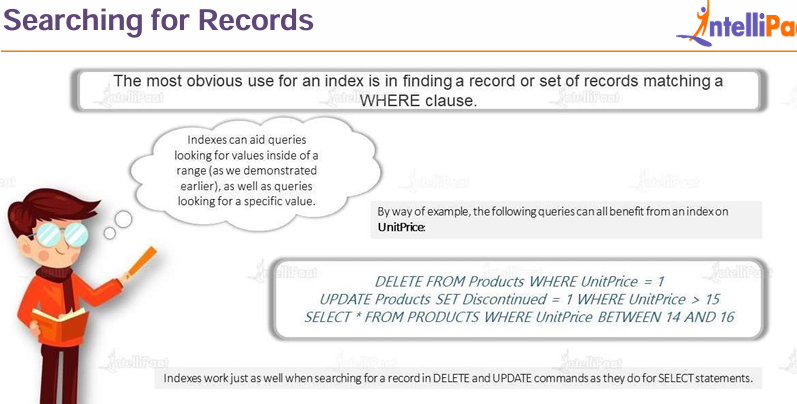 Searching for Records
The most obvious use for an index is in finding a record or set of records matching a
WHERE clause.
Indexes can aid queries
looking for values inside of a
range (as we demonstrated
earlier), as well as queries
looking for a specific value.
By way of example, the following queries can all benefit from an index on
UnitPrice:
DELETE FROM Products WHERE UnitPrice = 1
UPDATE Products SET Discontinued = 1 WHERE UnitPrice > 15
SELECT * FROM PRODUCTS WHERE UnitPrice BETWEEN 14 AND 16
Indexes work just as well when searching for a record in DELETE and UPDATE commands as they do for SELECT statements.